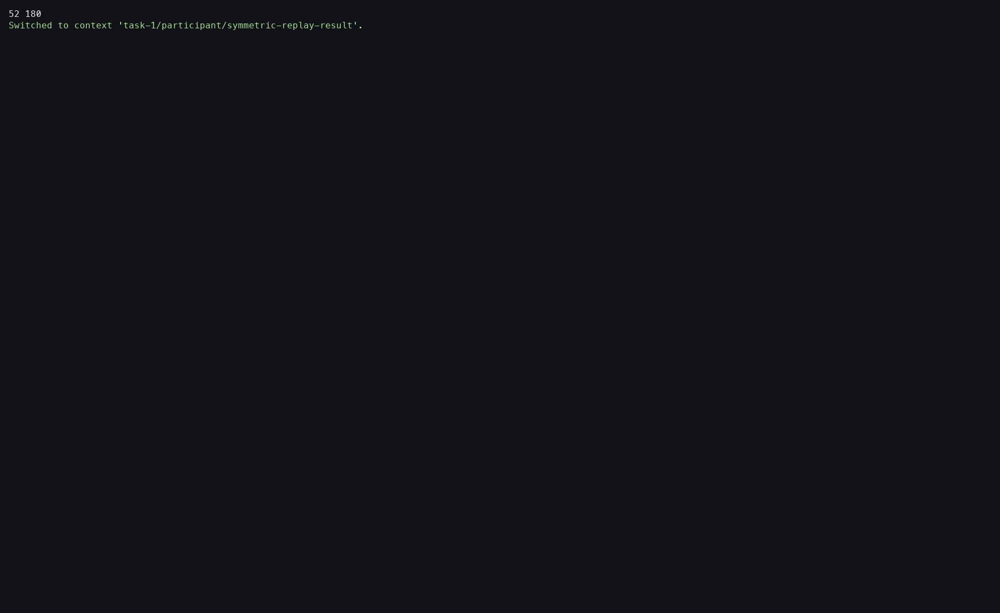 52 180
Switched to context 'task-1/participant/symmetric-replay-result'.